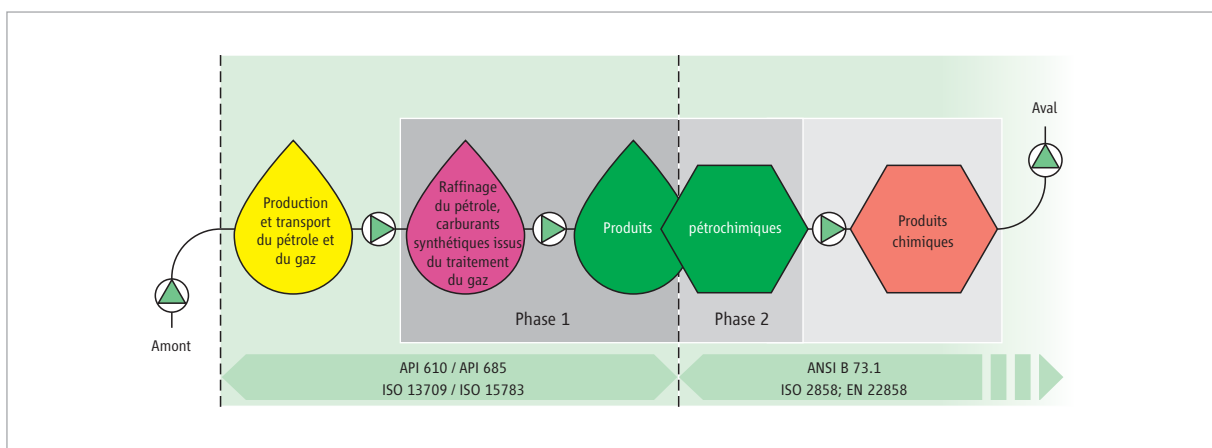 Amont
Production
et transport
du pétrole et
du gaz
Raffinage
du pétrole,
carburants
synthétiques issus
du traitement
du gaz
Produits
pétrochimiques
Produits
chimiques
Aval
Phase 1
Phase 2
API 610 / API 685
ISO 13709 / ISO 15783
ANSI B 73.1
ISO 2858; EN 22858